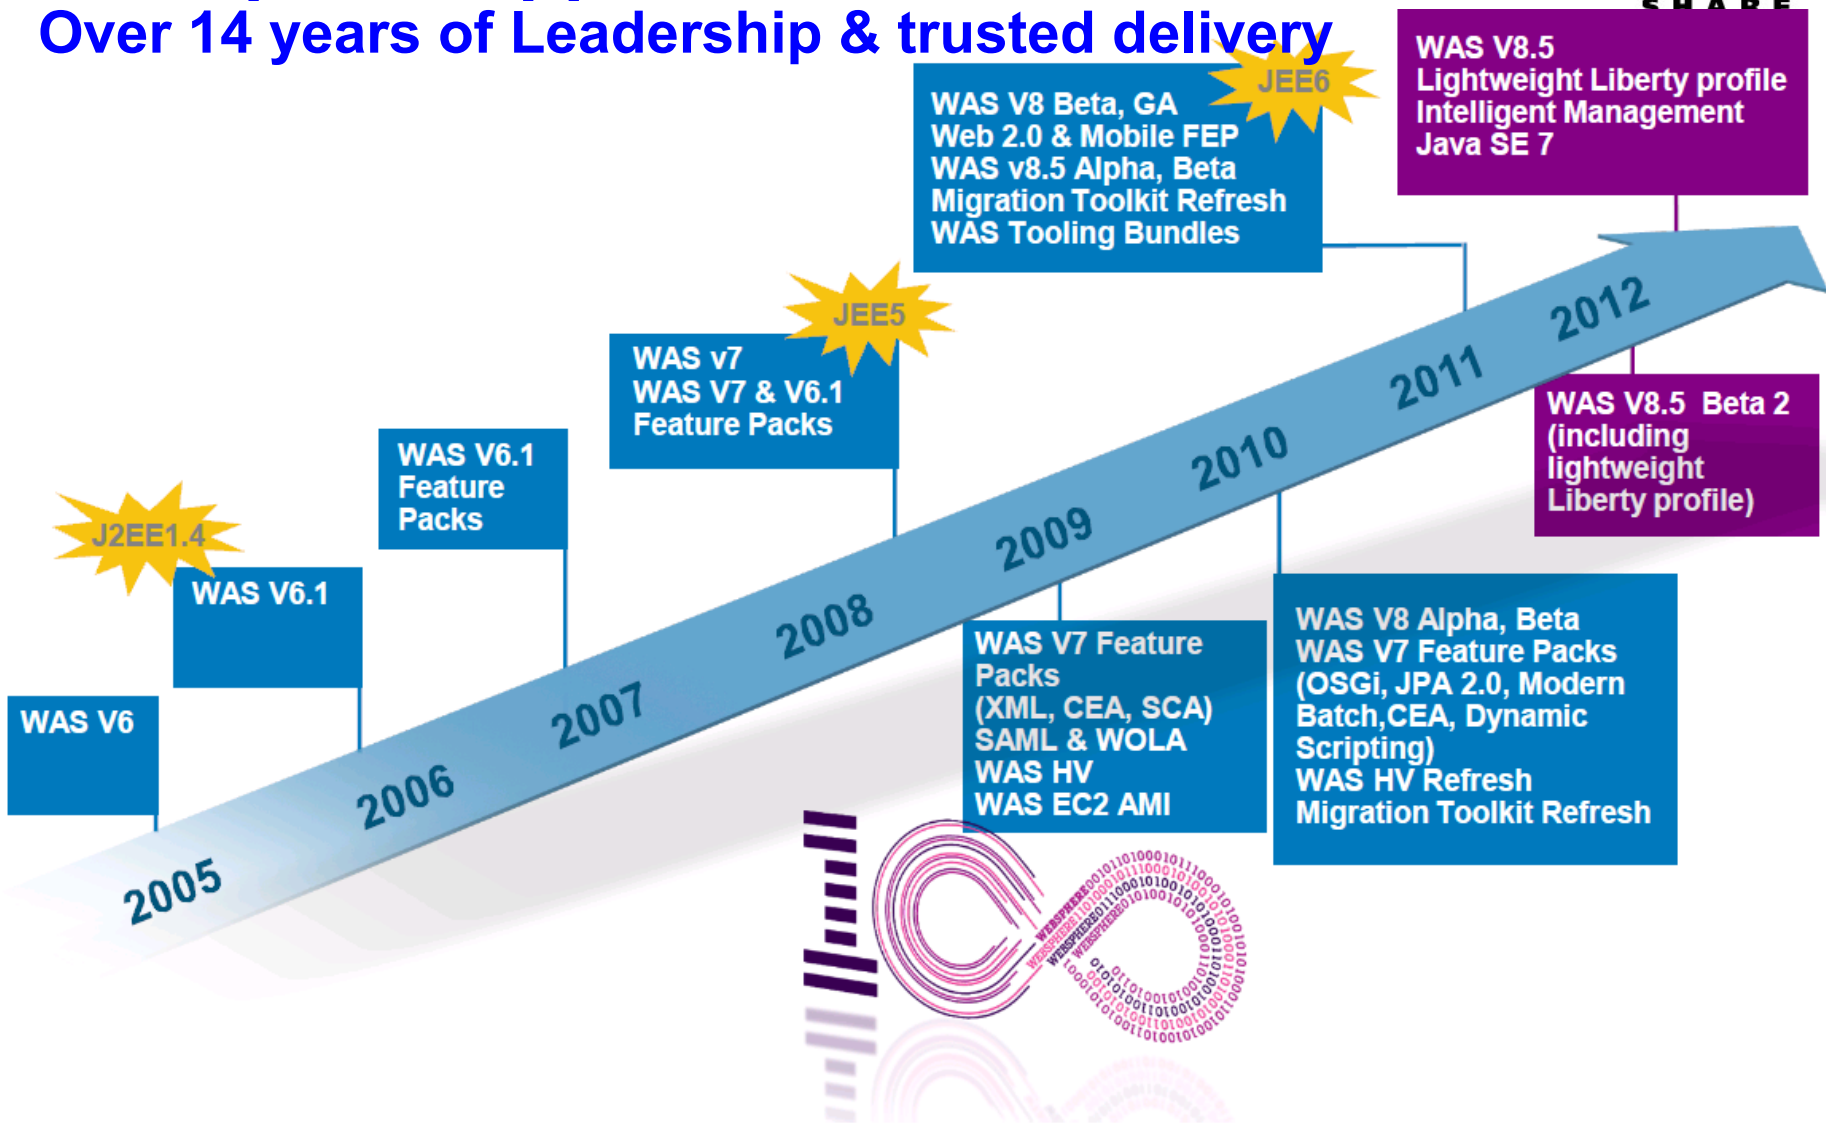 SHARE
Over 14 years of Leadership & trusted delivery
WAS V8.5
Lightweight Liberty profile
Intelligent Management
Java SE 7
JEE6
WAS V8 Beta, GA
Web 2.0 & Mobile FEP
WAS v8.5 Alpha, Beta
Migration Toolkit Refresh
WAS Tooling Bundles
JEE5
WAS v7
WAS V7 & V6.1
Feature Packs
WAS V6.1
Feature
Packs
J2EE1.4
WAS V6.1
WAS V6
2005
2006
2007
2008
2009
2010
2011
2012
WAS V8.5  Beta 2
(including
lightweight
Liberty profile)
WAS V7 Feature
Packs
(XML, CEA, SCA)
SAML & WOLA
WAS HV
WAS EC2 AMI
WAS V8 Alpha, Beta
WAS V7 Feature Packs
(OSGi, JPA 2.0, Modern
Batch,CEA, Dynamic
Scripting)
WAS HV Refresh
Migration Toolkit Refresh
WEBSPHERE
WEBSPHERE
WEBSPHERE
WEBSPHERE